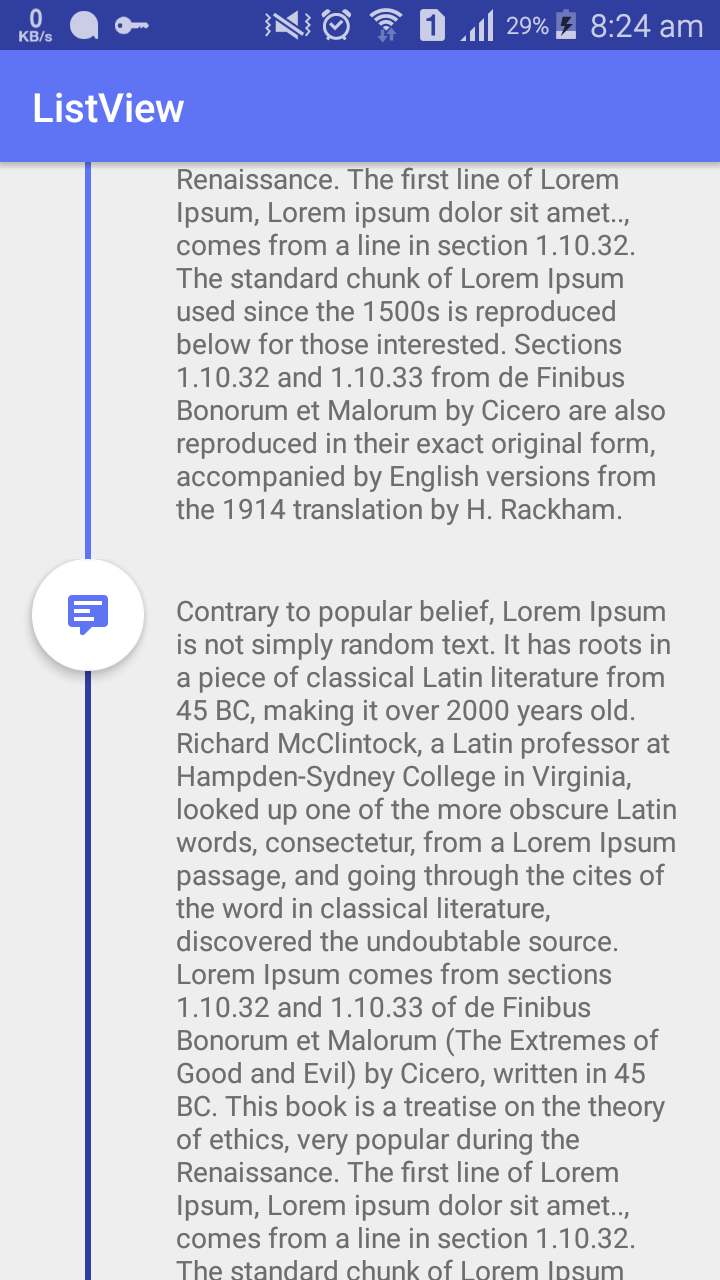 0
KB/s
1
29%
8:24 am
ListView
Renaissance. The first line of Lorem
Ipsum, Lorem ipsum dolor sit amet..,
comes from a line in section 1.10.32.
The standard chunk of Lorem Ipsum
used since the 1500s is reproduced
below for those interested. Sections
1.10.32 and 1.10.33 from de Finibus
Bonorum et Malorum by Cicero are also
reproduced in their exact original form,
accompanied by English versions from
the 1914 translation by H. Rackham.
Contrary to popular belief, Lorem Ipsum
is not simply random text. It has roots in
a piece of classical Latin literature from
45 BC, making it over 2000 years old.
Richard McClintock, a Latin professor at
Hampden-Sydney College in Virginia,
looked up one of the more obscure Latin
words, consectetur, from a Lorem Ipsum
passage, and going through the cites of
the word in classical literature,
discovered the undoubtable source.
Lorem Ipsum comes from sections
1.10.32 and 1.10.33 of de Finibus
Bonorum et Malorum (The Extremes of
Good and Evil) by Cicero, written in 45
BC. This book is a treatise on the theory
of ethics, very popular during the
Renaissance. The first line of Lorem
Ipsum, Lorem ipsum dolor sit amet..,
comes from a line in section 1.10.32.
The standard chunk of Lorem Ipsum